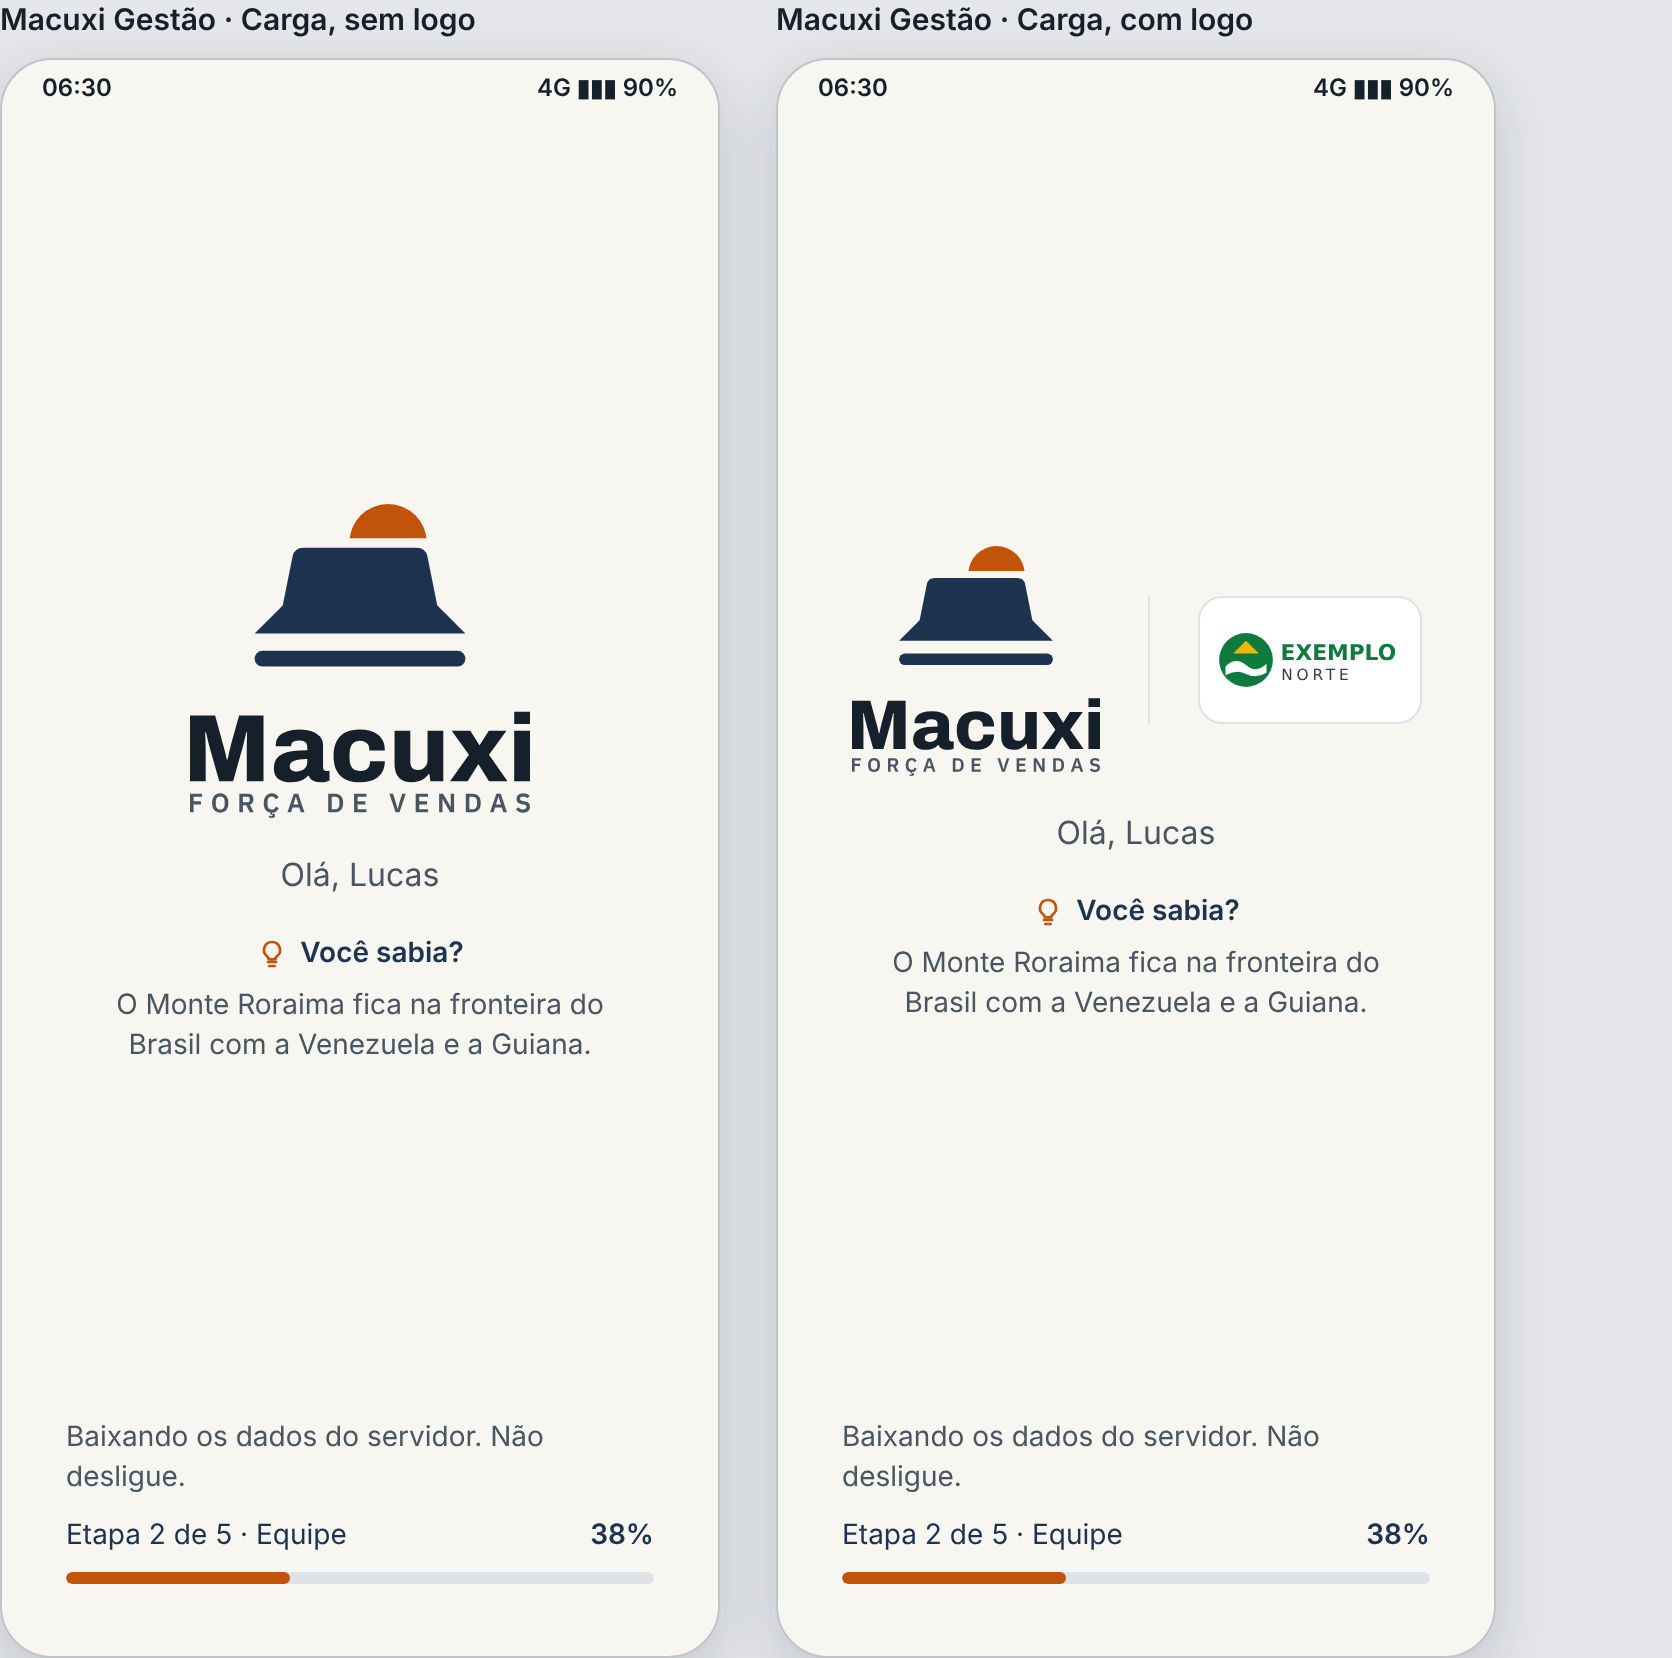 Macuxi Gestão · Carga, sem logo
06:30
4G 90%
Macuxi
FORÇA DE VENDAS
Olá, Lucas
Você sabia?
O Monte Roraima fica na fronteira do
Brasil com a Venezuela e a Guiana.
Baixando os dados do servidor. Não
desligue.
Etapa 2 de 5 · Equipe
38%
Macuxi Gestão · Carga, com logo
06:30
4G 90%
Macuxi
FORÇA DE VENDAS
EXEMPLO
NORTE
Olá, Lucas
Você sabia?
O Monte Roraima fica na fronteira do
Brasil com a Venezuela e a Guiana.
Baixando os dados do servidor. Não
desligue.
Etapa 2 de 5 · Equipe
38%